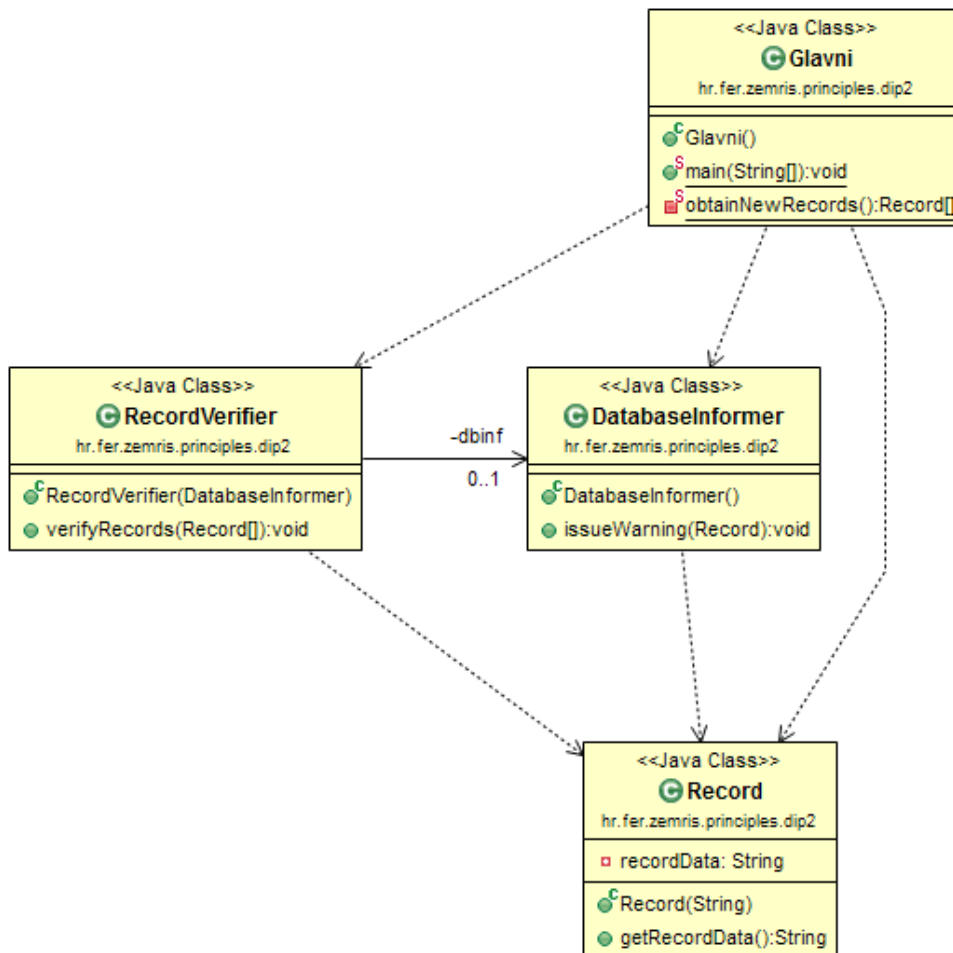 <<Java Class>>
Glavni
hr.fer.zemris.principles.dip2
Glavni()
main(String[]):void
obtainNewRecords():Record[]
<<Java Class>>
RecordVerifier
hr.fer.zemris.principles.dip2
RecordVerifier(DatabaseInformer)
verifyRecords(Record[]):void
-dbinf
0..1
<<Java Class>>
DatabaseInformer
hr.fer.zemris.principles.dip2
DatabaseInformer()
issueWarning(Record):void
<<Java Class>>
Record
hr.fer.zemris.principles.dip2
recordData: String
Record(String)
getRecordData():String